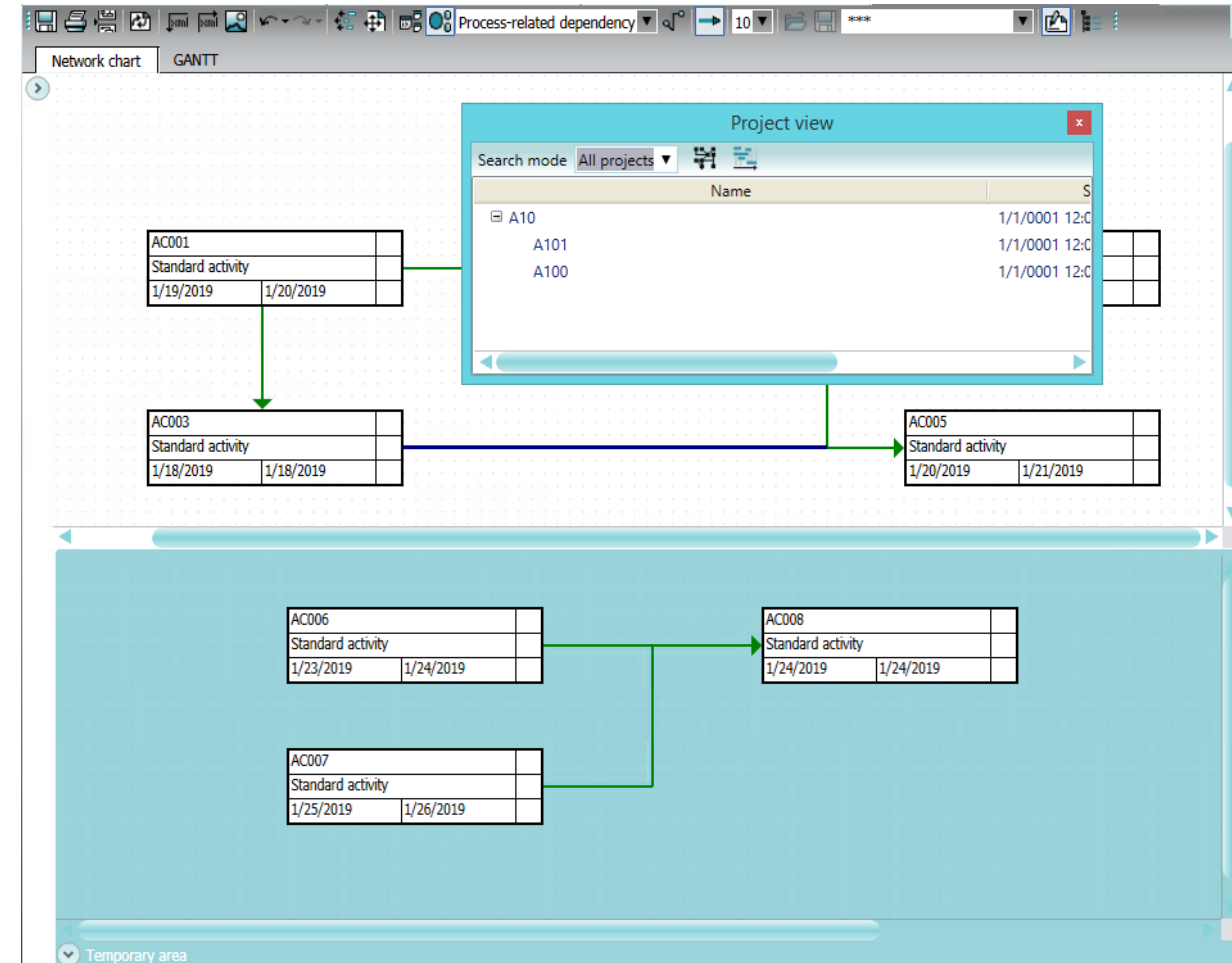 Process-related dependency 10 ***
Network chart GANTT
Project view
x
Search mode All projects
Name S
A10 1/1/0001 12:0
A101 1/1/0001 12:0
A100 1/1/0001 12:0
AC001
Standard activity
1/19/2019 1/20/2019
AC003
Standard activity
1/18/2019 1/18/2019
AC005
Standard activity
1/20/2019 1/21/2019
AC006
Standard activity
1/23/2019 1/24/2019
AC008
Standard activity
1/24/2019 1/24/2019
AC007
Standard activity
1/25/2019 1/26/2019
Temporary area